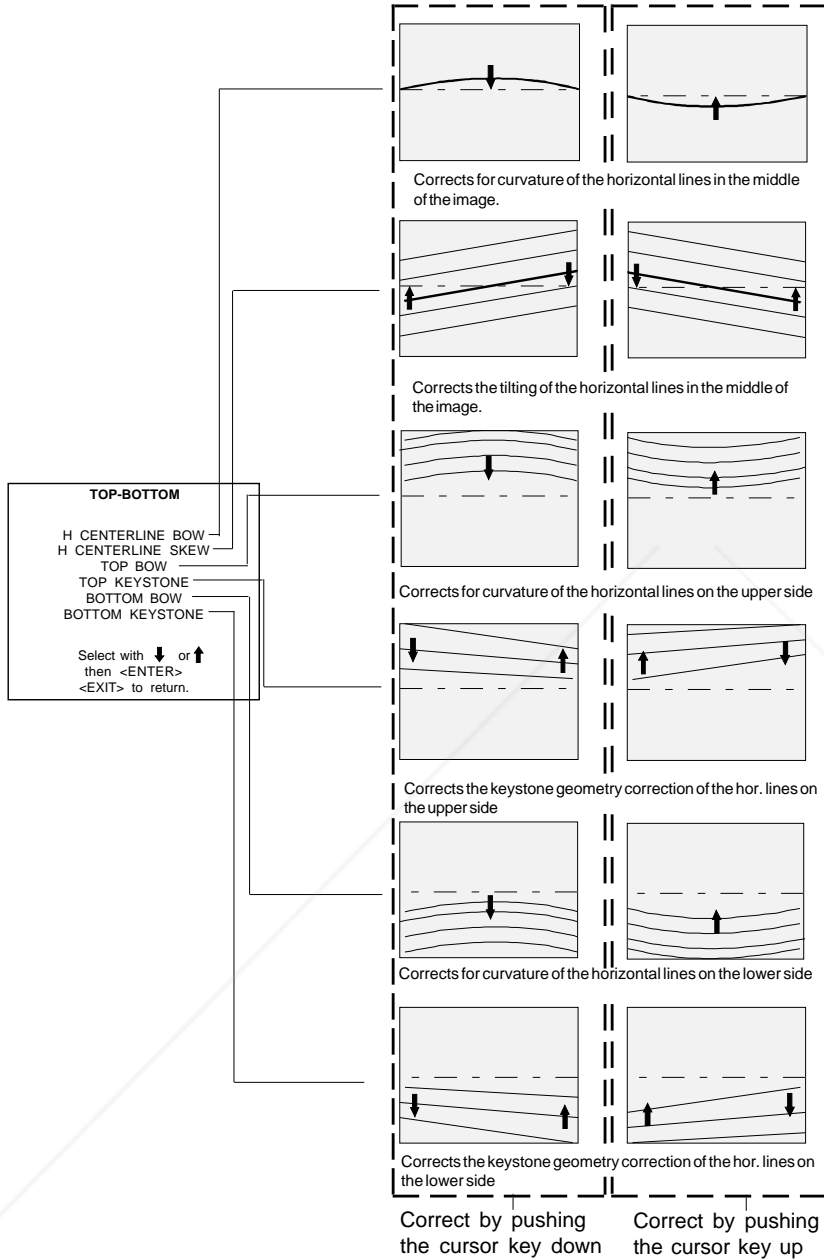 Corrects for curvature of the horizontal lines in the middle
of the image.
Corrects the tilting of the horizontal lines in the middle of
the image.
TOP-BOTTOM
H CENTERLINE BOW
H CENTERLINE SKEW
TOP BOW
TOP KEYSTONE
BOTTOM BOW
BOTTOM KEYSTONE
Select with or
then <ENTER>
<EXIT> to return.
Corrects for curvature of the horizontal lines on the upper side
Corrects the keystone geometry correction of the hor. lines on
the upper side
Corrects for curvature of the horizontal lines on the lower side
Corrects the keystone geometry correction of the hor. lines on
the lower side
Correct by pushing
the cursor key down
Correct by pushing
the cursor key up